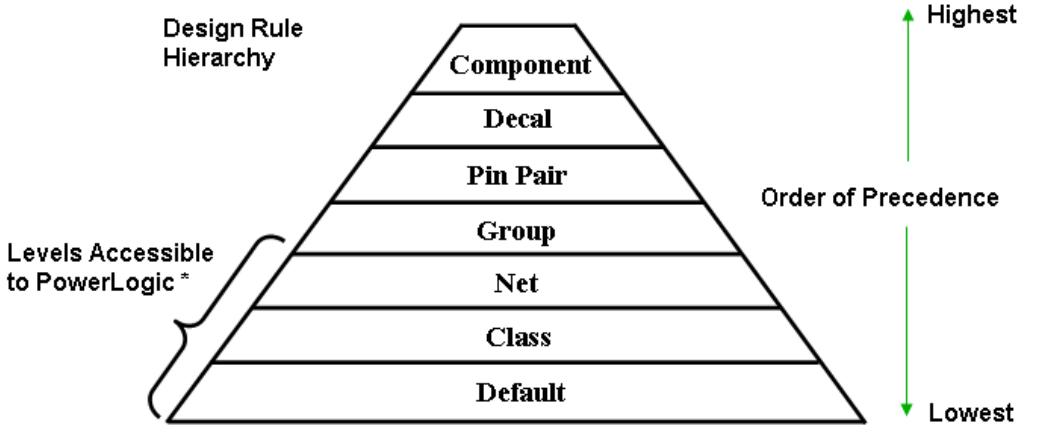 Design Rule
Hierarchy
Highest
Component
Decal
Pin Pair
Order of Precedence
Group
Levels Accessible
to PowerLogic *
Net
Class
Default
Lowest